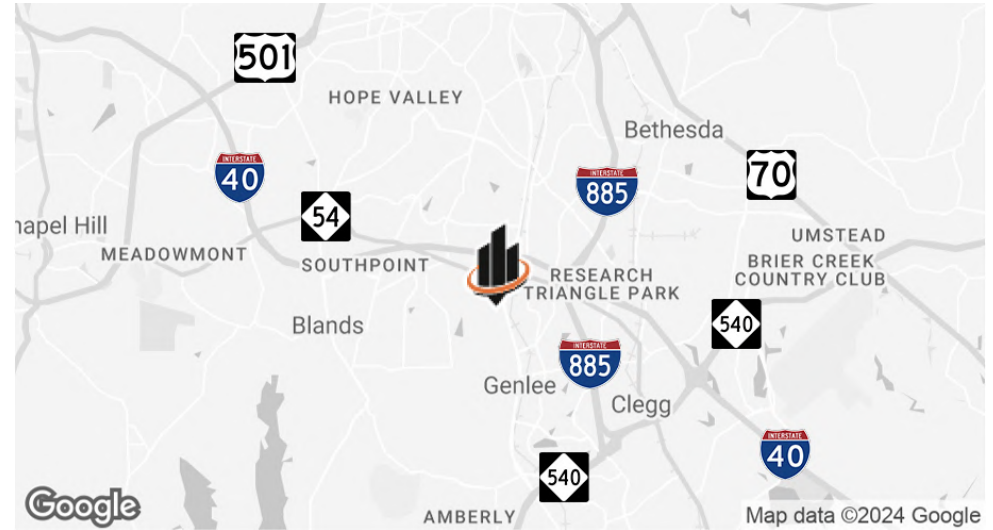 501
HOPE VALLEY
Bethesda
INTERSTATE
40
INTERSTATE
885
70
54
hapel Hill
MEADOWMONT
SOUTHPOINT
UMSTEAD
BRIER CREEK
COUNTRY CLUB
RESEARCH
TRIANGLE PARK
Blands
540
INTERSTATE
885
Genlee
Clegg
INTERSTATE
40
540
AMBERLY
Google
Map data ©2024 Google